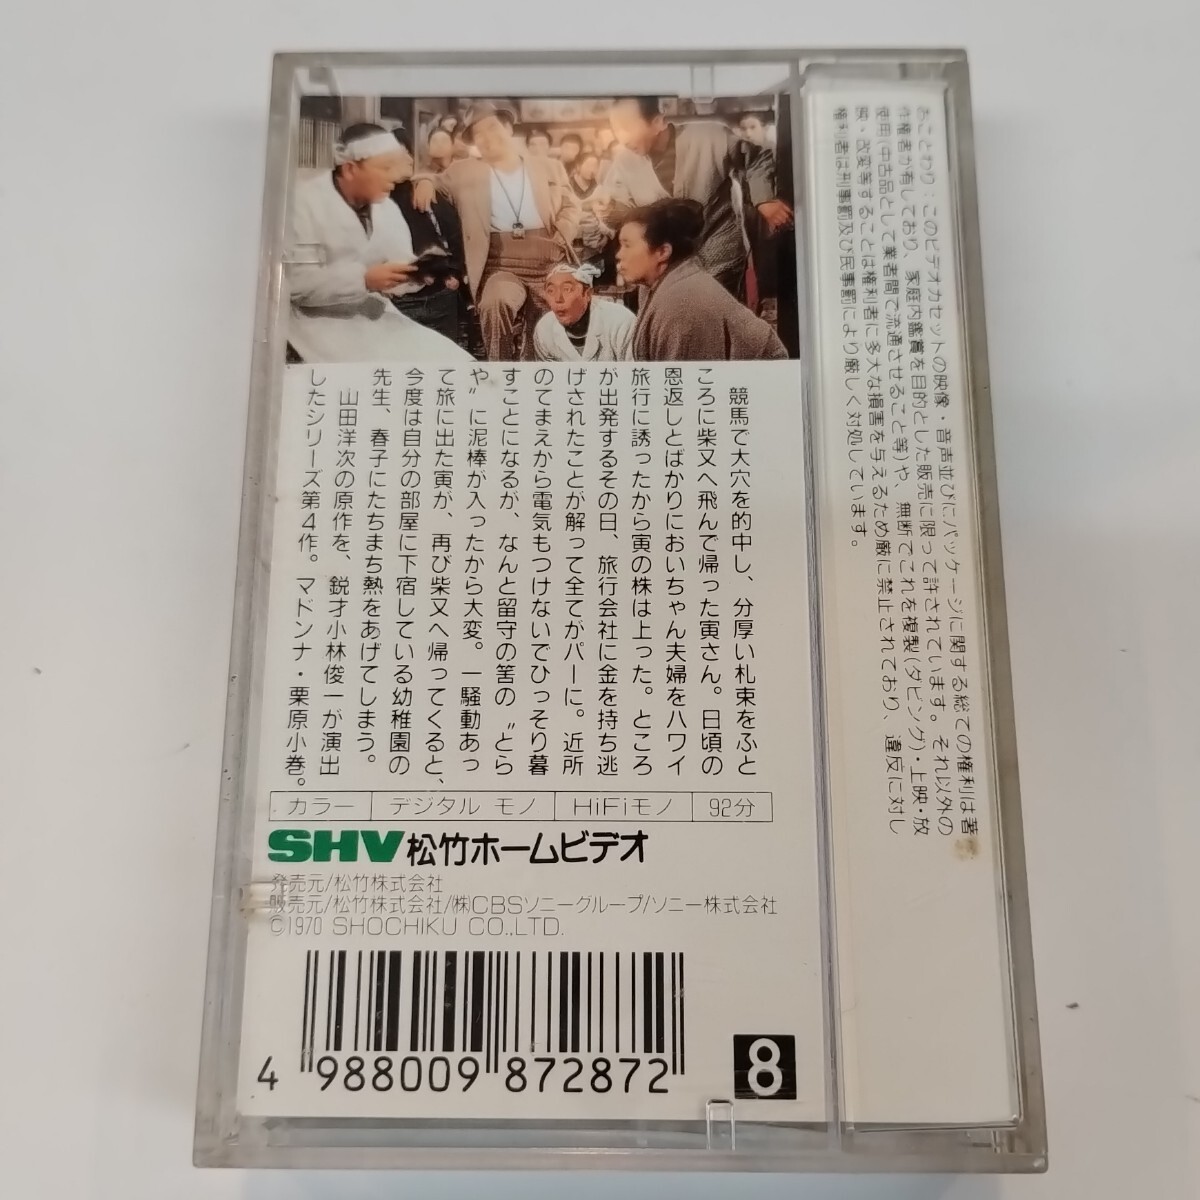 おことわり：このビデオカセットの映像・音声並びにパッケージに関する総ての権利は著
作権者が有しており、家庭内鑑賞を目的とした販売に限って許されています。それ以外の
使用(中古品として業者間で流通させること等)や、無断でこれを複製(ダビング)・上映・放
映・改変等することは権利者に多大な損害を与えるため厳に禁止されており、違反に対し
権利者は刑事罰及び民事罰により厳しく対処しています。
競馬で大穴を的中し、分厚い札束をふと
ころに柴又へ飛んで帰った寅さん。日頃の
恩返しとばかりにおいちゃん夫婦をハワイ
旅行に誘ったから寅の株は上った。ところ
が出発するその日、旅行会社に金を持ち逃
げされたことが解って全てがパーに。近所
のてまえから電気もつけないでひっそり暮
すことになるが、なんと留守の筈の〝とら
や〟に泥棒が入ったから大変。一騒動あっ
て旅に出た寅が、再び柴又へ帰ってくると、
今度は自分の部屋に下宿している幼稚園の
先生、春子にたちまち熱をあげてしまう。
山田洋次の原作を、鋭才小林俊一が演出
したシリーズ第4作。マドンナ・栗原小巻。
カラー デジタル モノ HiFiモノ 92分
SHV 松竹ホームビデオ
発売元/松竹株式会社
販売元/松竹株式会社/㈱CBSソニーグループ/ソニー株式会社
©1970 SHOCHIKU CO.,LTD.
4 988009 872872
8